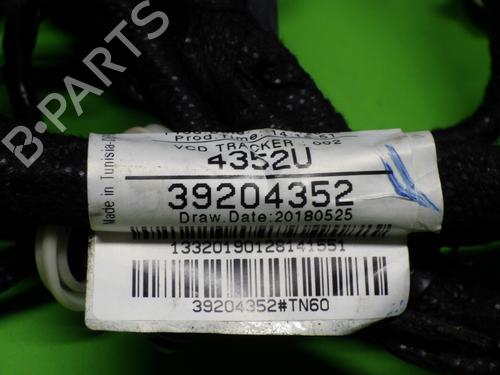 B-Parts
Made in Tunisia
Prod.Time:
VCD TRACKER : 002
4352U
39204352
Draw.Date:20180525
13320190128141551
39204352#TN60